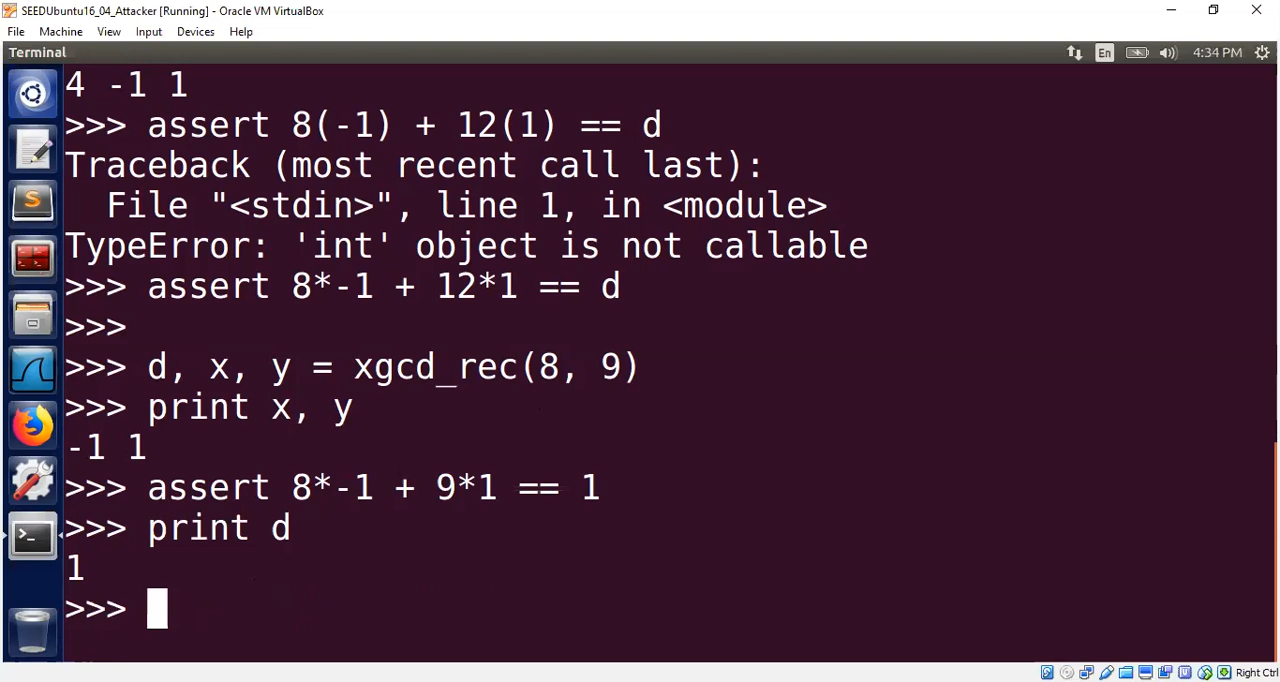 SEEDUbuntu16_04_Attacker [Running] - Oracle VM VirtualBox
File Machine View Input Devices Help
Terminal En 4:34 PM
4 -1 1
>>> assert 8(-1) + 12(1) == d
Traceback (most recent call last):
  File "<stdin>", line 1, in <module>
TypeError: 'int' object is not callable
>>> assert 8*-1 + 12*1 == d
>>>
>>> d, x, y = xgcd_rec(8, 9)
>>> print x, y
-1 1
>>> assert 8*-1 + 9*1 == 1
>>> print d
1
>>>
Right Ctrl